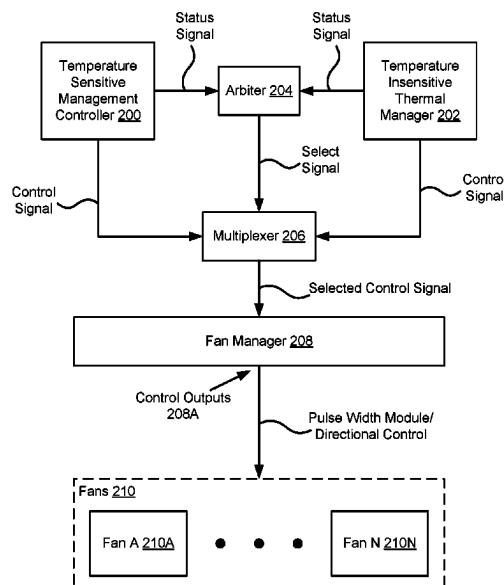 Status
Signal
Status
Signal
Temperature
Sensitive
Management
Controller 200
Arbiter 204
Temperature
Insensitive
Thermal
Manager 202
Select
Signal
Control
Signal
Contro
Signal
Multiplexer 206
Selected Control Signal
Fan Manager 208
Control Outputs
208A
Pulse Width Module/
Directional Control
Fans 210
Fan A 210A
Fan N 210N